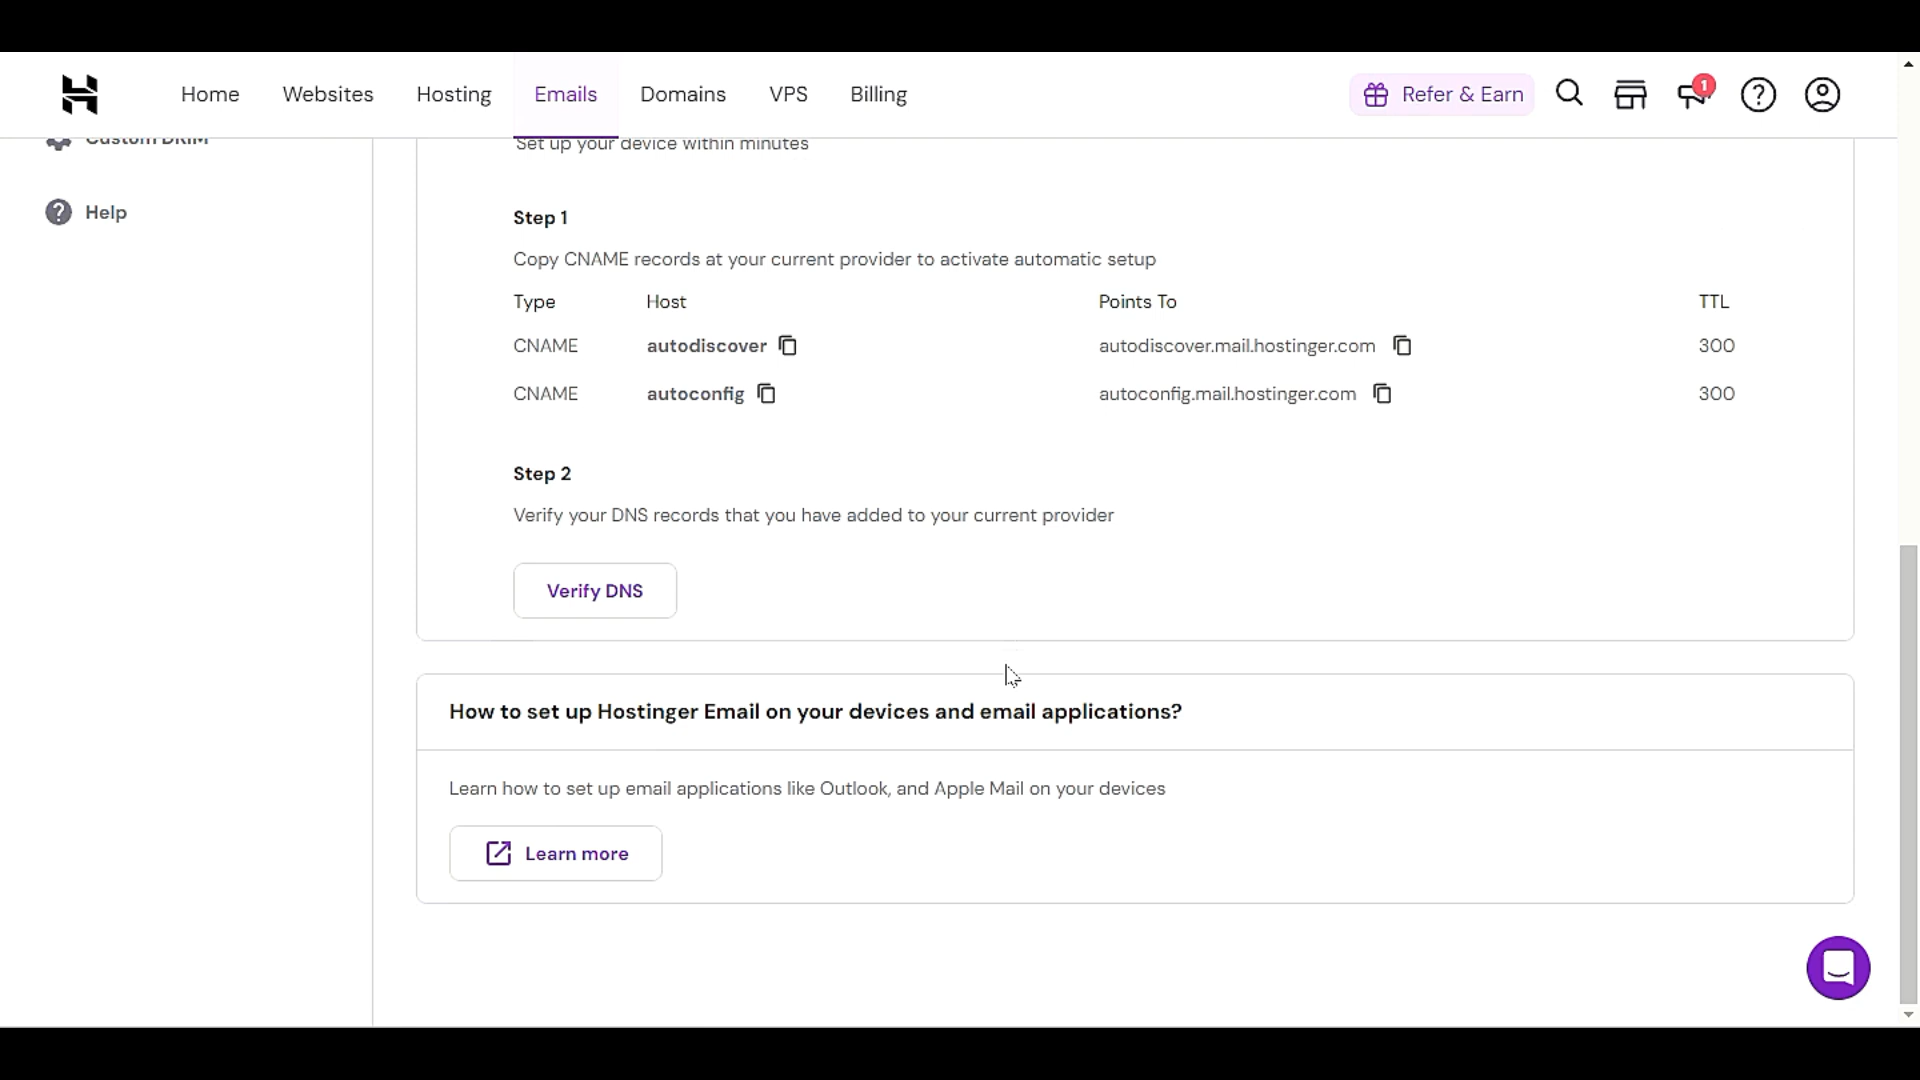 Home Websites Hosting Emails Domains VPS Billing Refer & Earn 1
Custom DKIM
Set up your device within minutes
Help
Step 1
Copy CNAME records at your current provider to activate automatic setup
Type Host Points To TTL
CNAME autodiscover autodiscover.mail.hostinger.com 300
CNAME autoconfig autoconfig.mail.hostinger.com 300
Step 2
Verify your DNS records that you have added to your current provider
Verify DNS
How to set up Hostinger Email on your devices and email applications?
Learn how to set up email applications like Outlook, and Apple Mail on your devices
Learn more